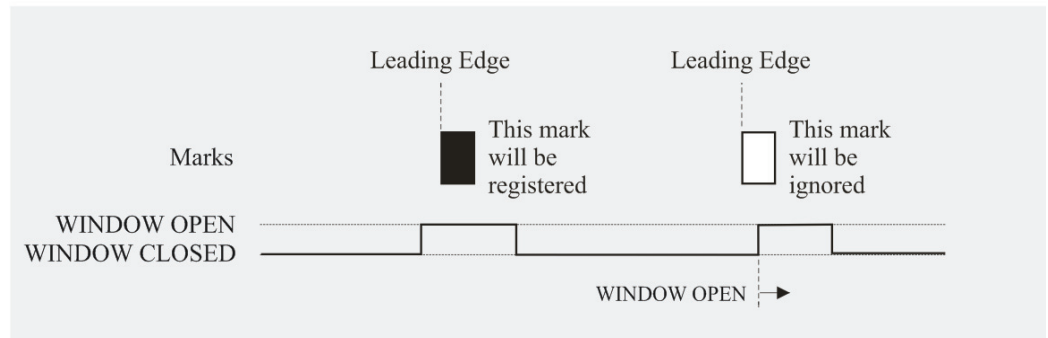 Leading Edge
Leading Edge
This mark
will be
registered
This mark
will be
ignored
Marks
WINDOW OPEN
WINDOW CLOSED
WINDOW OPEN